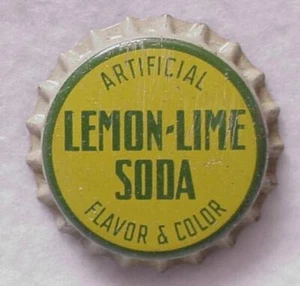 ARTIFICIAL
LEMON-LIME
SODA
FLAVOR & COLOR